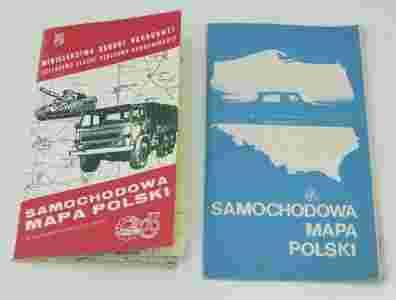 MINISTERSTWO OBRONY NARODOWEJ
SAMOCHODOWA
MAPA POLSKI
SAMOCHODOWA
MAPA
POLSKI